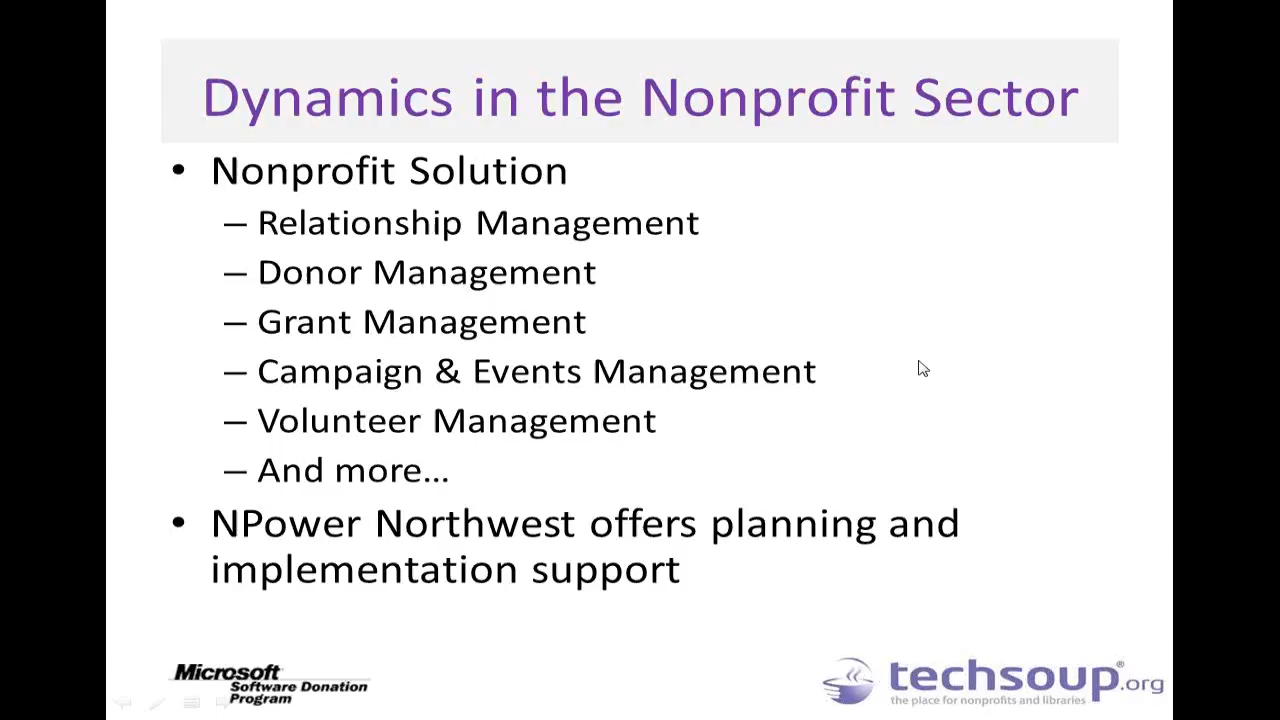 Dynamics in the Nonprofit Sector
• Nonprofit Solution
– Relationship Management
– Donor Management
– Grant Management
– Campaign & Events Management
– Volunteer Management
– And more...
• NPower Northwest offers planning and
implementation support
Microsoft
Software Donation
Program
techsoup®.org
the place for nonprofits and libraries